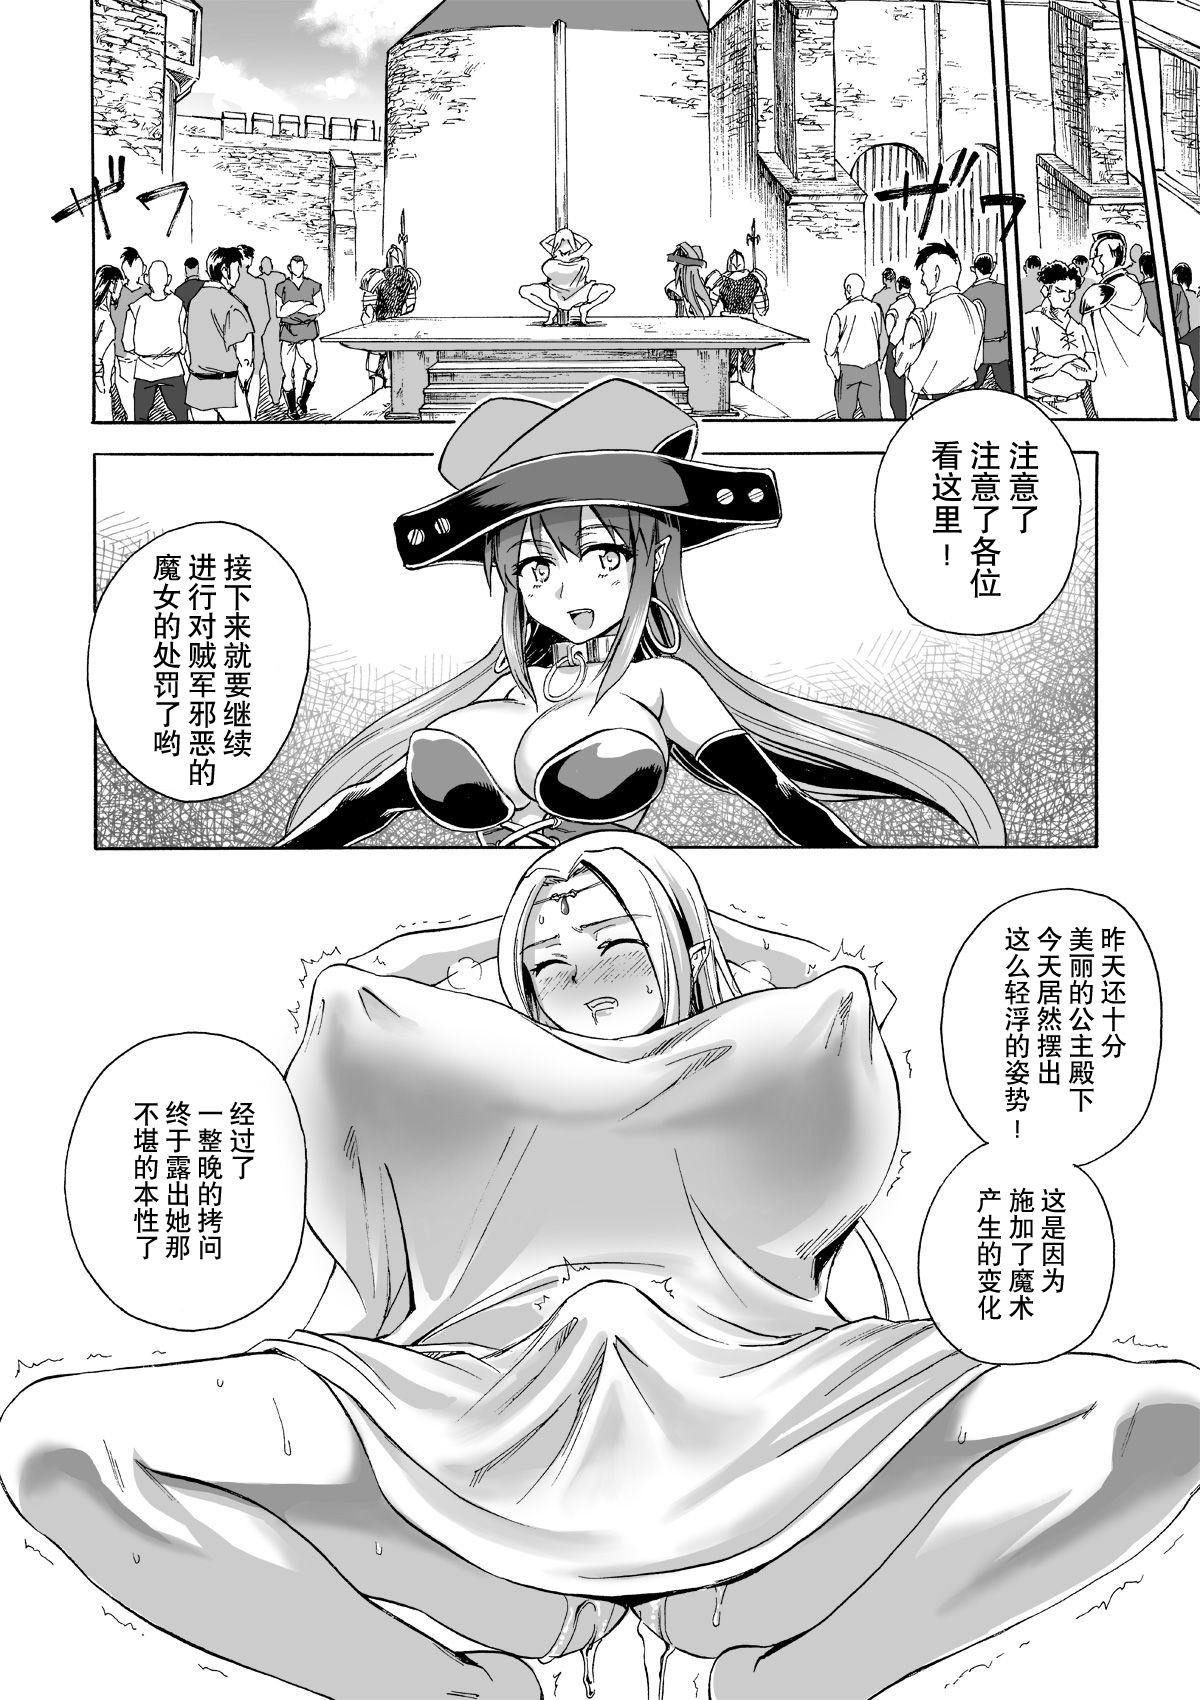 ザワ
ザワ
注意了
注意了各位
看这里！
接下来就要继续
进行对贼军邪恶的
魔女的处罚了哟
昨天还十分
美丽的公主殿下
今天居然摆出
这么轻浮的姿势！
这是因为
施加了魔术
产生的变化
经过了
一整晚的拷问
终于露出她那
不堪的本性了